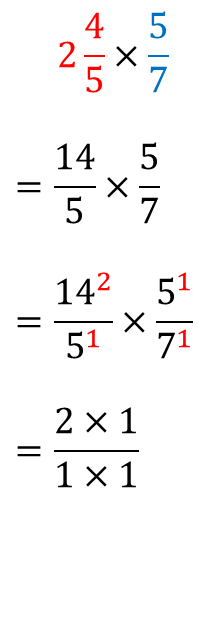 2 4/5 × 5/7
= 14/5 × 5/7
= 14²/5¹ × 5¹/7¹
= 2 × 1/1 × 1